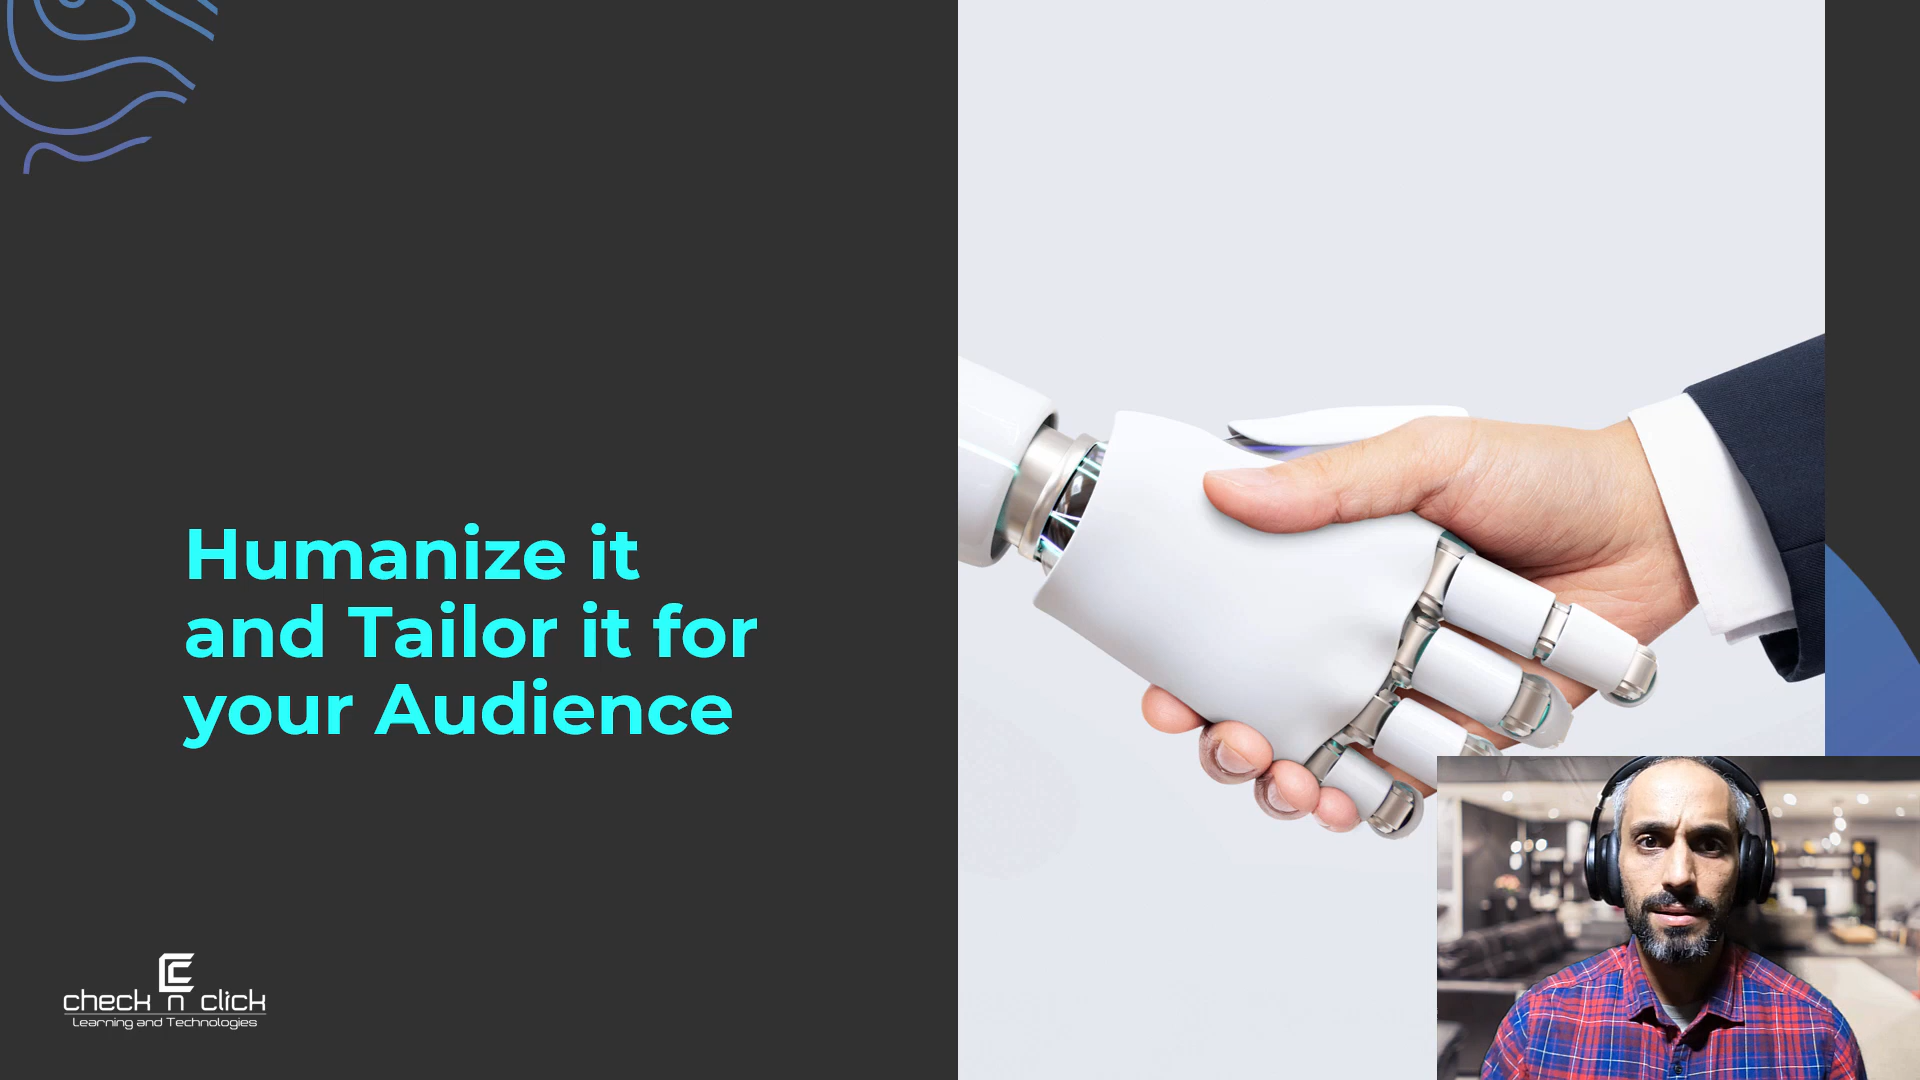 Humanize it
and Tailor it for
your Audience
check n click
Learning and Technologies